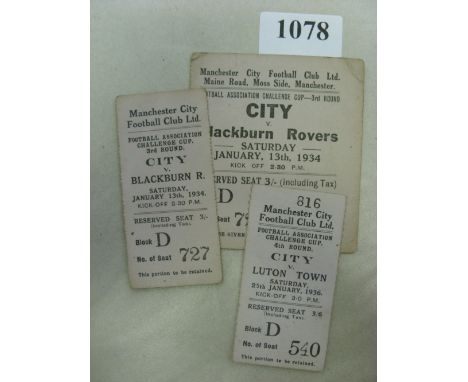 1078
Manchester City Football Club Ltd.
Maine Road, Moss Side, Manchester.
FOOTBALL ASSOCIATION CHALLENGE CUP—3rd ROUND
CITY
v.
Blackburn Rovers
SATURDAY
JANUARY, 13th, 1934
KICK OFF 2-30 P.M.
RESERVED SEAT 3/- (including Tax)
D
Manchester City
Football Club Ltd.
FOOTBALL ASSOCIATION
CHALLENGE CUP.
3rd ROUND.
CITY
v.
BLACKBURN R.
SATURDAY,
JANUARY 13th, 1934.
KICK-OFF 2-30 P.M.
RESERVED SEAT 3/-
(including Tax).
Block D
No. of Seat 727
This portion to be retained.
816
Manchester City
Football Club Ltd.
FOOTBALL ASSOCIATION
CHALLENGE CUP.
4th ROUND.
CITY
v.
LUTON TOWN
SATURDAY,
25th JANUARY, 1936.
KICK-OFF 3-0 P.M.
RESERVED SEAT 3/6
(including Tax).
Block D
No. of Seat 540
This portion to be retained.